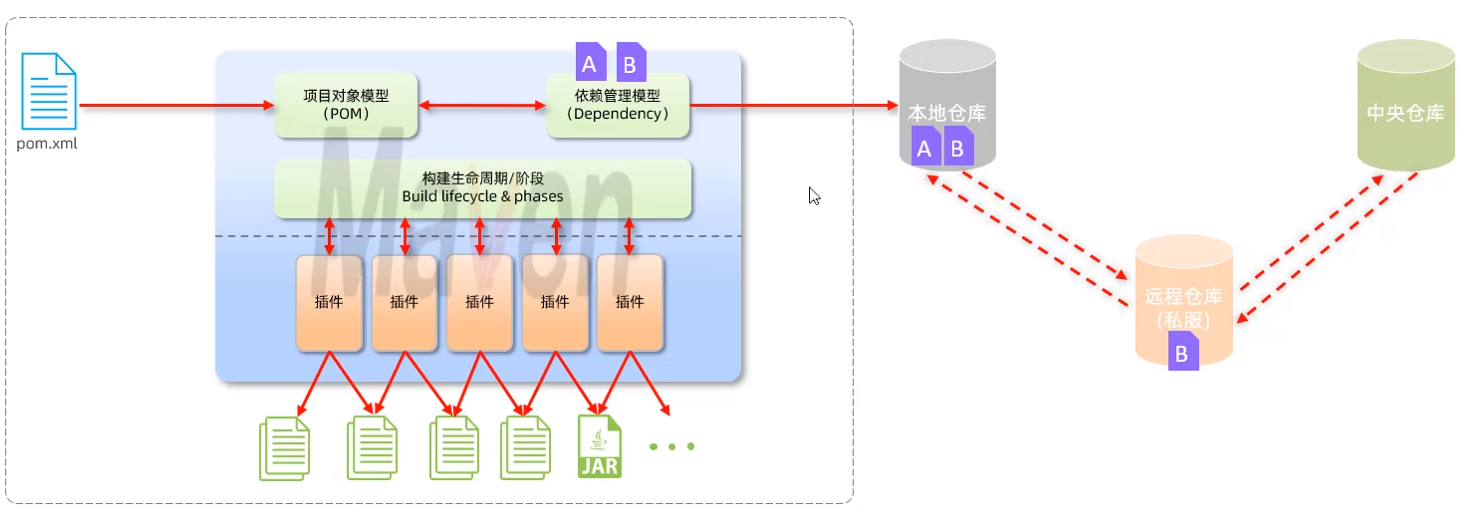 A B
项目对象模型
（POM）
依赖管理模型
（Dependency）
pom.xml
本地仓库
A B
中央仓库
构建生命周期/阶段
Build lifecycle & phases
Maven
插件 插件 插件 插件 插件
远程仓库
(私服)
B
JAR